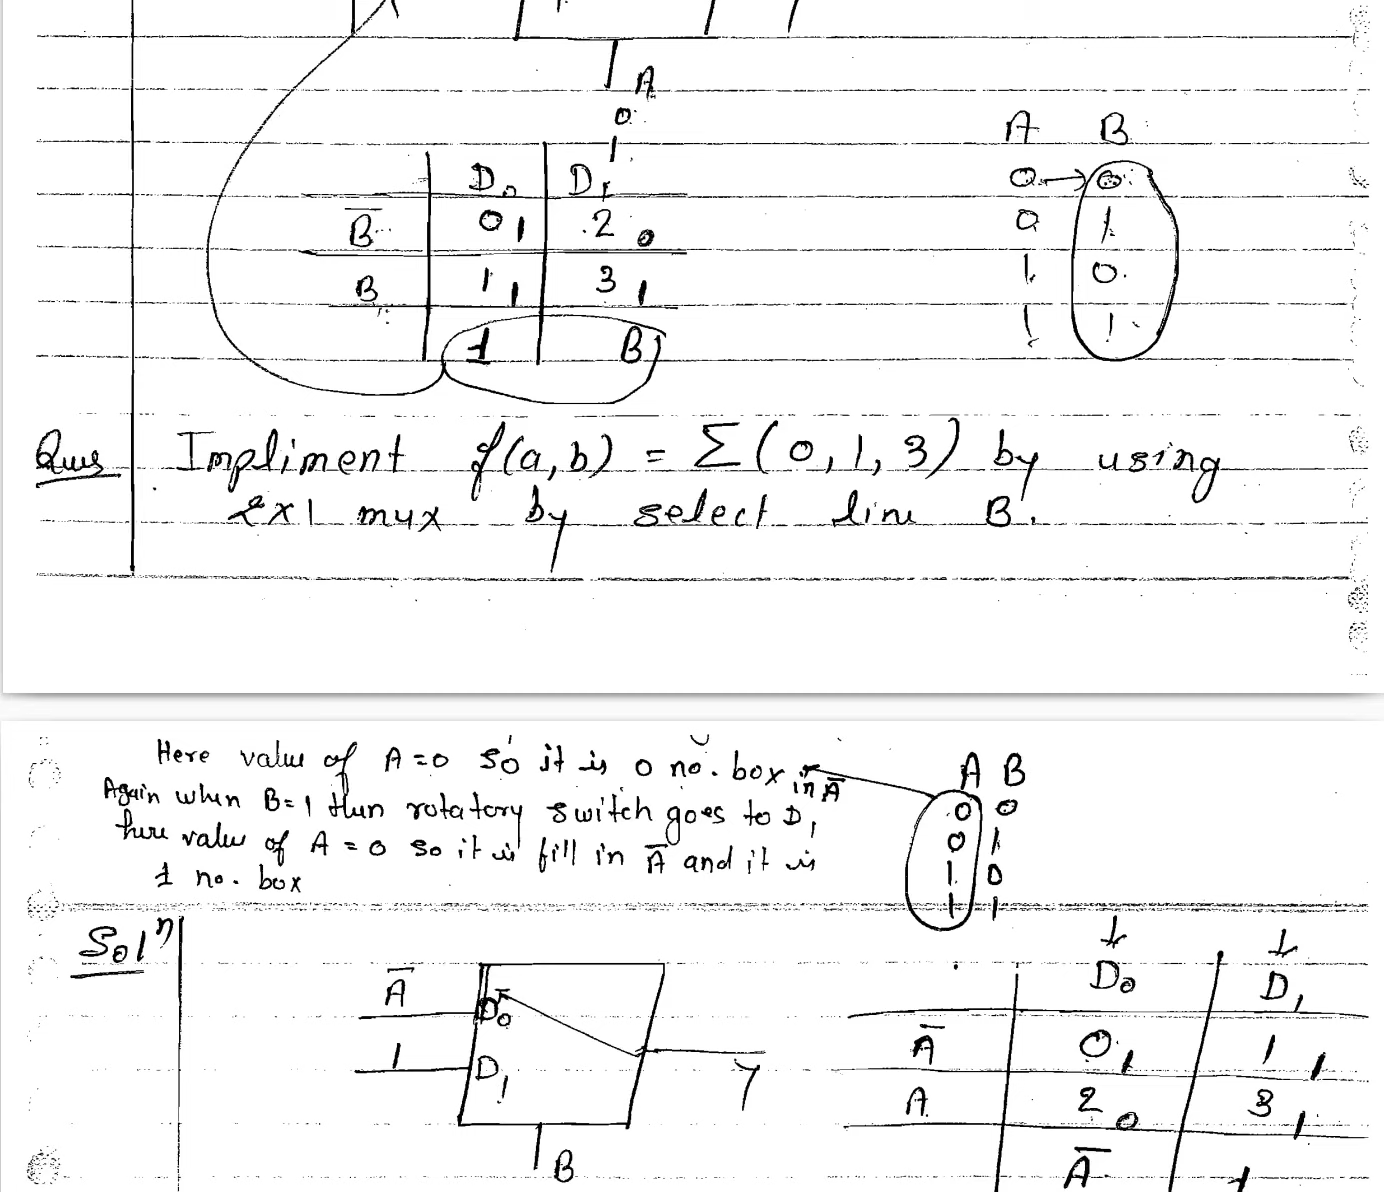 A
0
1
A B
0 → 0
0 1
1 0
1 1
D₀ D₁
B̅ 0 1 2 0
B 1 1 3 1
1 B
Ques Impliment f(a,b) = Σ(0,1,3) by using
2x1 mux by select line B.
Here value of A=0 so it is 0 no. box in A̅
Again when B=1 then rotatory switch goes to D₁
here value of A=0 so it is fill in A̅ and it is
1 no. box
A B
0 0
0 1
1 0
1 1
Solⁿ
A̅ D₀
1 D₁
Y
B
↓ ↓
D₀ D₁
A̅ 0 1 1 1
A 2 0 3 1
A̅ 1